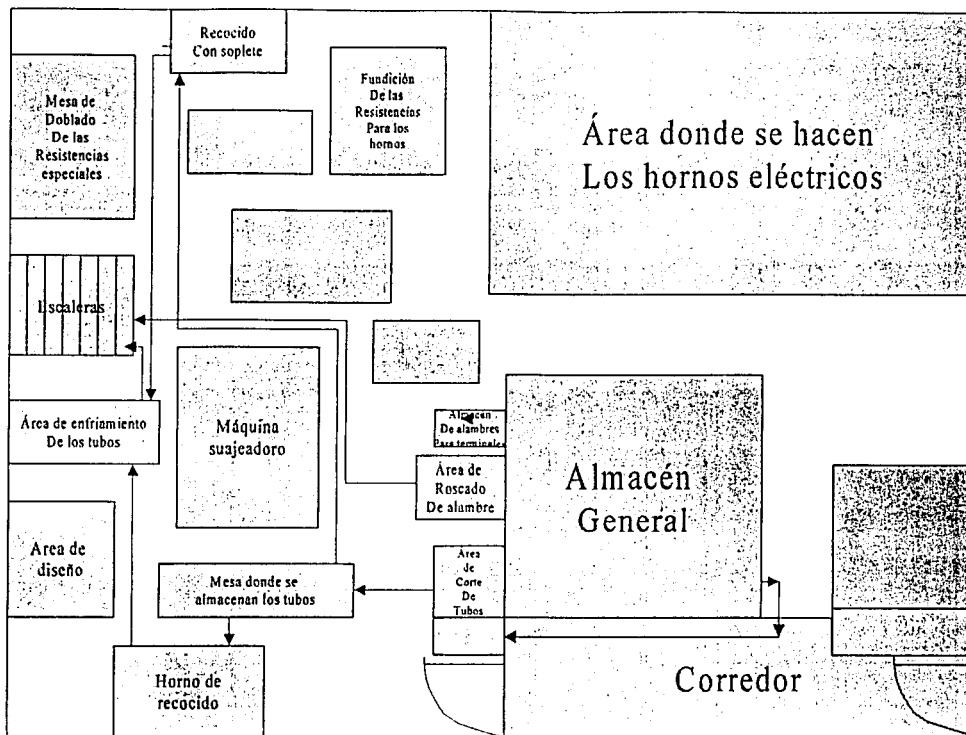 Recocido
Con soplete
Mesa de
Doblado
De las
Resistencias
especiales
Fundición
De las
Resistencias
Para los
hornos
Área donde se hacen
Los hornos eléctricos
Escaleras
Área de enfriamiento
De los tubos
Máquina
suajeadoro
Almacén
De alambres
Para terminales
Área de
Roscado
De alambre
Almacén
General
Area de
diseño
Área
de
Corte
De
Tubos
Mesa donde se
almacenan los tubos
Horno de
recocido
Corredor